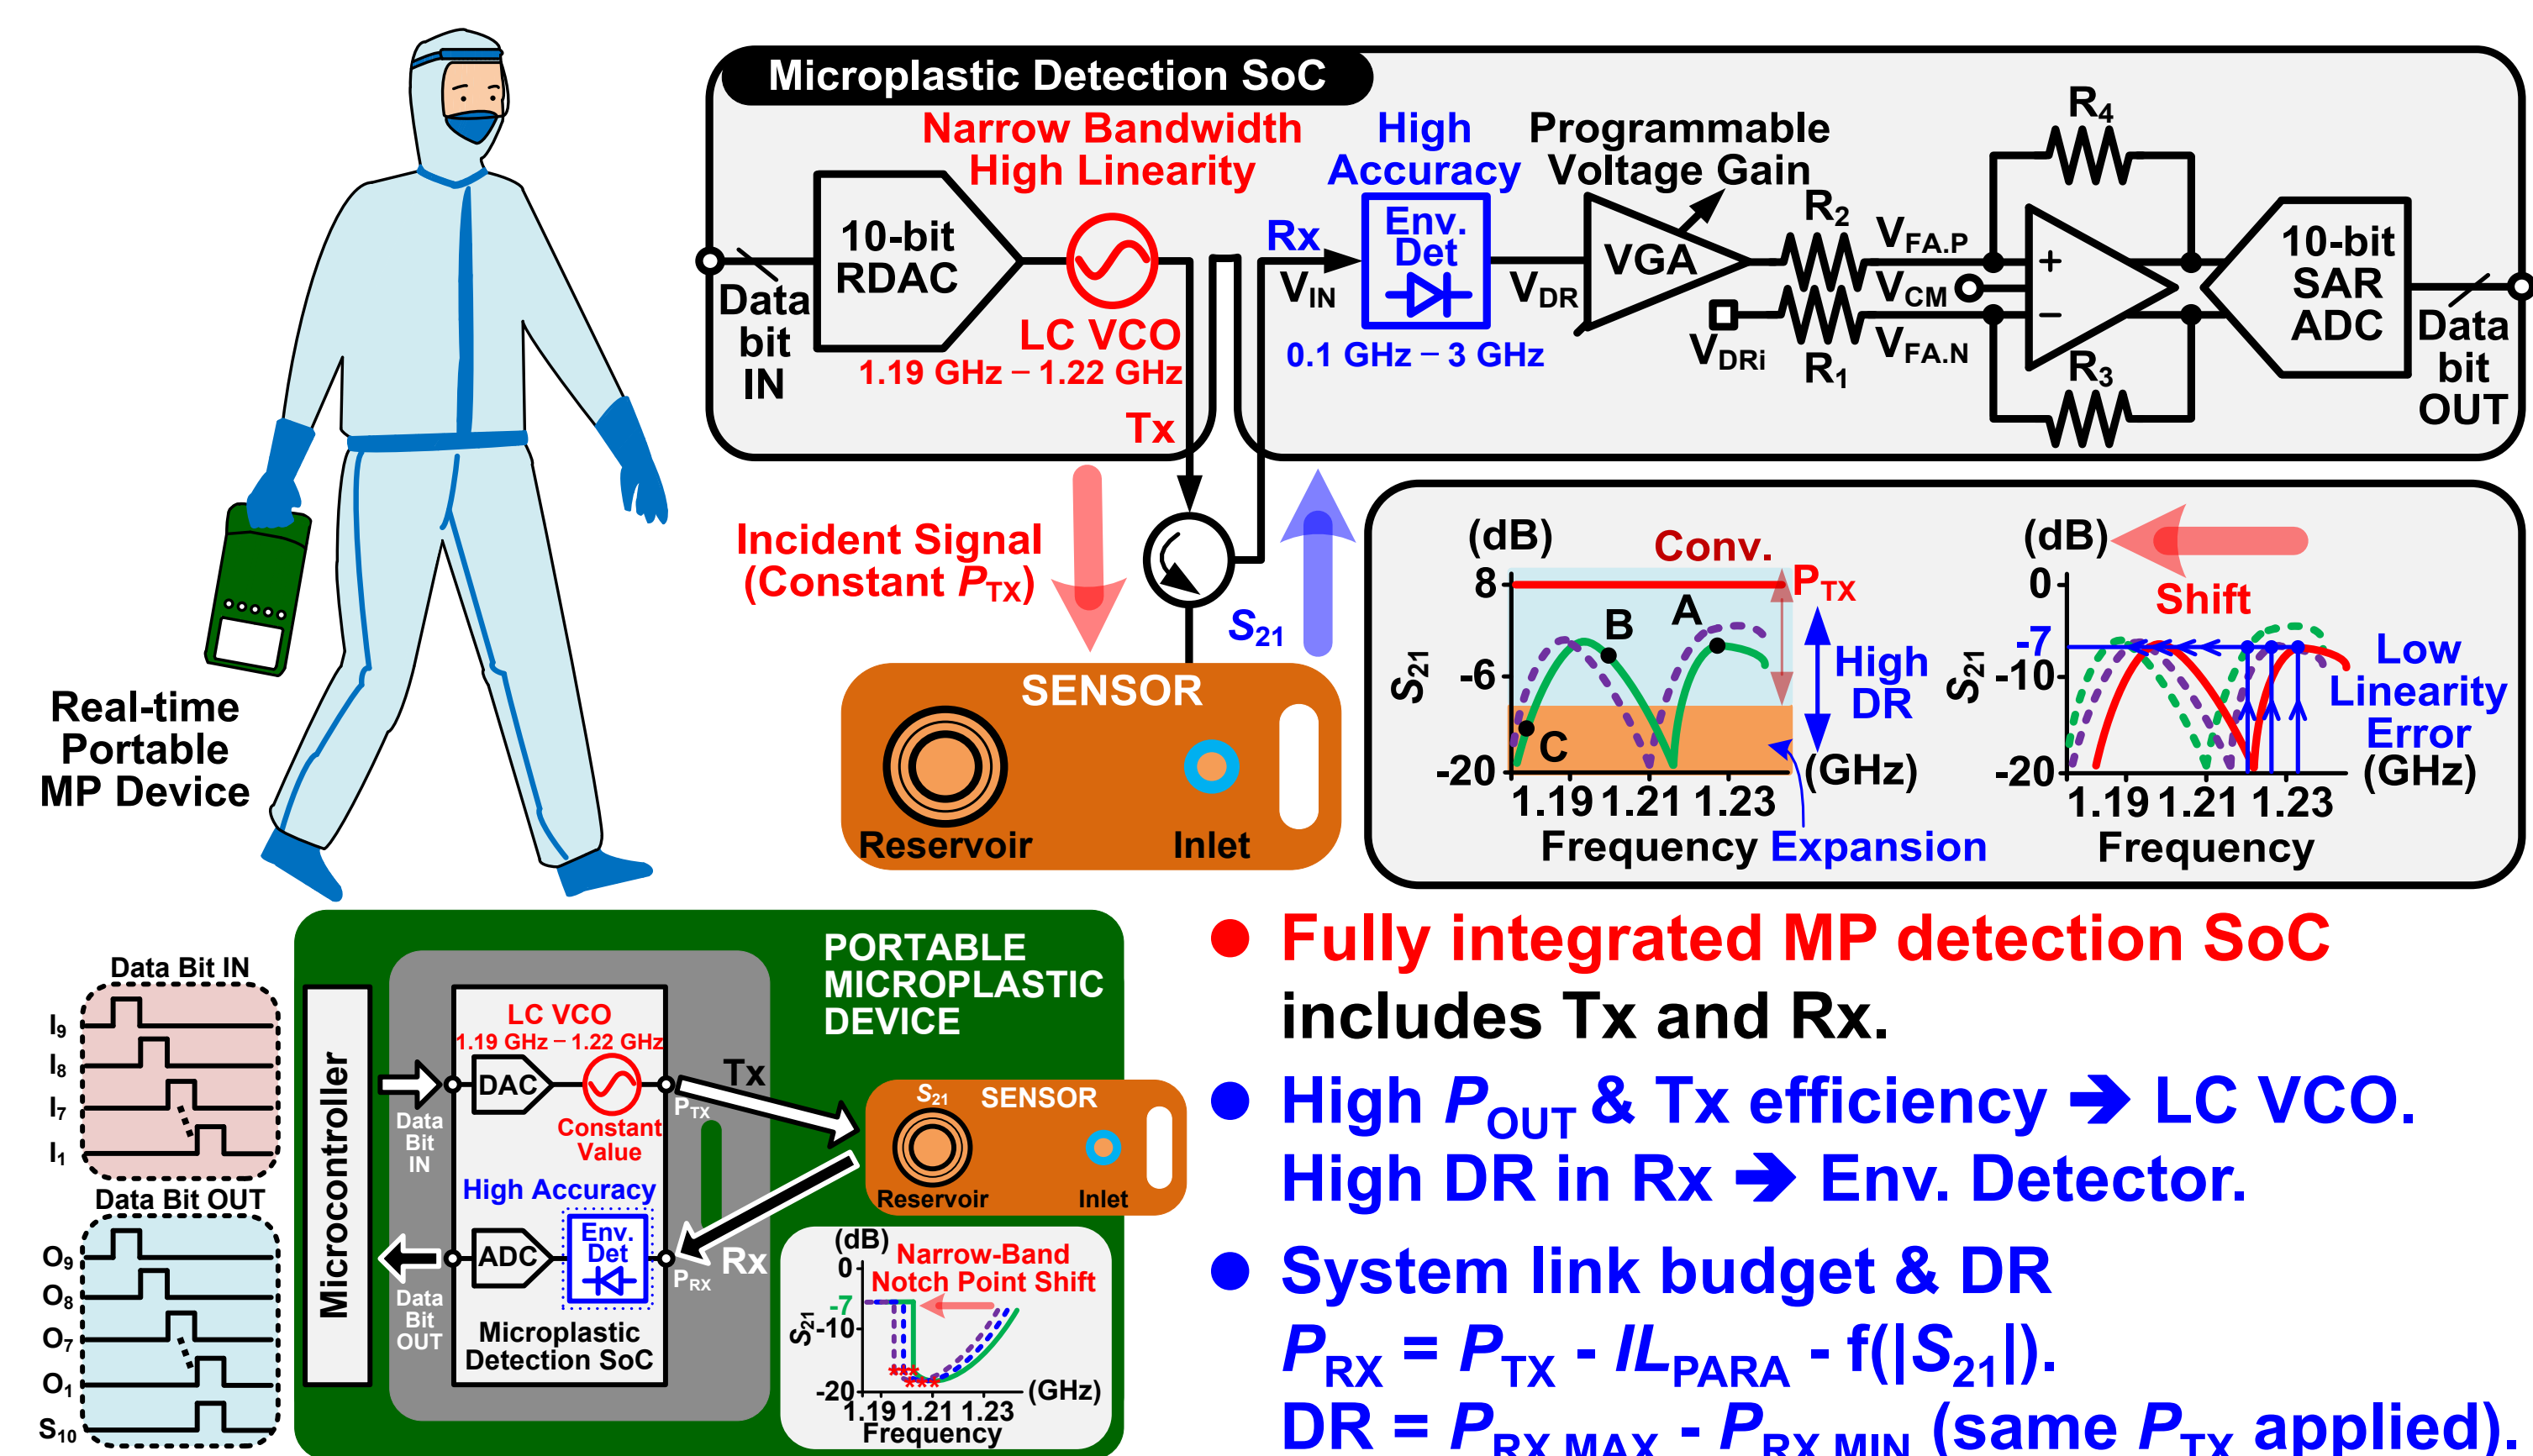 Microplastic Detection SoC
Narrow Bandwidth
High Linearity
High
Accuracy
Programmable
Voltage Gain
R4
10-bit
RDAC
Data
bit
IN
LC VCO
1.19 GHz – 1.22 GHz
Tx
Rx
VIN
Env.
Det
0.1 GHz – 3 GHz
VDR
VGA
R2
VFA.P
VCM
VFA.N
VDRi
R1
+
−
R3
10-bit
SAR
ADC
Data
bit
OUT
Incident Signal
(Constant PTX)
S21
SENSOR
Reservoir
Inlet
Real-time
Portable
MP Device
(dB)
Conv.
8
PTX
B
A
S21
-6
High
DR
C
-20
(GHz)
1.19 1.21 1.23
Frequency
Expansion
(dB)
0
Shift
-7
S21
-10
Low
Linearity
Error
-20
(GHz)
1.19 1.21 1.23
Frequency
Data Bit IN
I9
I8
I7
I1
Data Bit OUT
O9
O8
O7
O1
S10
Microcontroller
PORTABLE
MICROPLASTIC
DEVICE
LC VCO
1.19 GHz – 1.22 GHz
DAC
Constant
Value
Data
Bit
IN
Tx
PTX
High Accuracy
ADC
Env.
Det
Rx
PRX
Data
Bit
OUT
Microplastic
Detection SoC
S21
SENSOR
Reservoir
Inlet
(dB)
Narrow-Band
Notch Point Shift
0
-7
S21
-10
-20
(GHz)
1.19 1.21 1.23
Frequency
● Fully integrated MP detection SoC
includes Tx and Rx.
● High POUT & Tx efficiency ➔ LC VCO.
High DR in Rx ➔ Env. Detector.
● System link budget & DR
PRX = PTX - ILPARA - f(|S21|).
DR = PRX MAX - PRX MIN (same PTX applied).